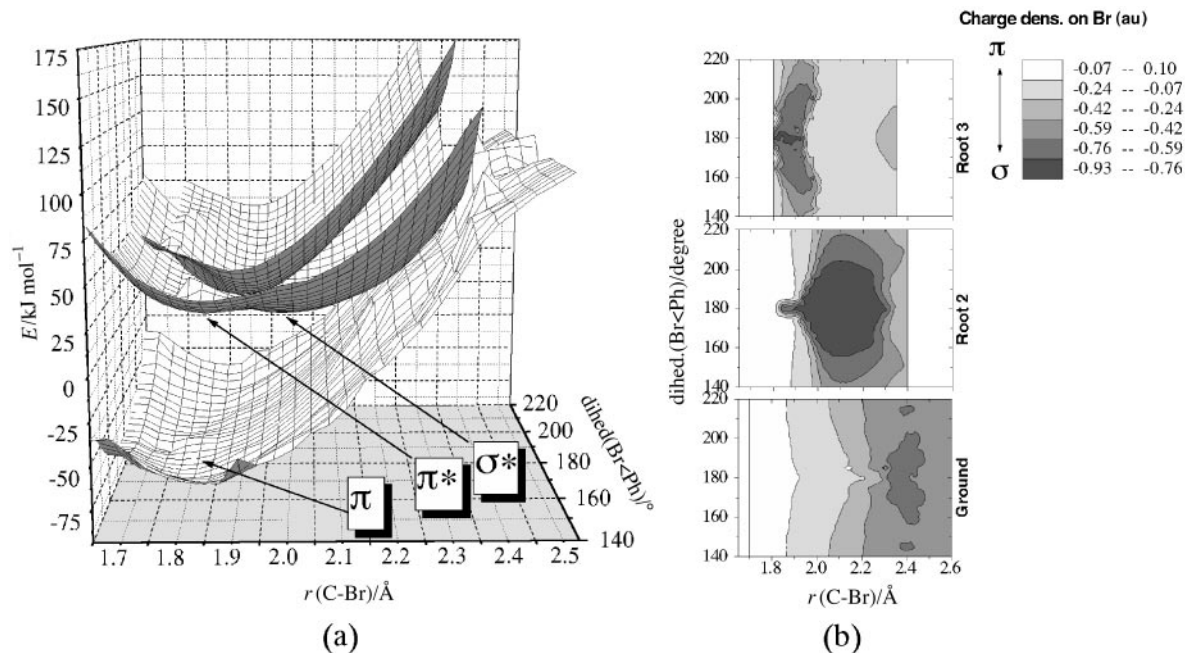 175
150
125
100
75
50
25
0
-25
-50
-75
E/kJ mol⁻¹
1.7 1.8 1.9 2.0 2.1 2.2 2.3 2.4 2.5
r (C-Br)/Å
220
200
180
160
140
dihed(Br<Ph)/°
π
π*
σ*
(a)
Charge dens. on Br (au)
π
σ
-0.07 -- 0.10
-0.24 -- -0.07
-0.42 -- -0.24
-0.59 -- -0.42
-0.76 -- -0.59
-0.93 -- -0.76
220
200
180
160
140
Root 3
220
200
180
160
140
Root 2
220
200
180
160
140
Ground
dihed.(Br<Ph)/degree
1.8 2.0 2.2 2.4 2.6
r (C-Br)/Å
(b)